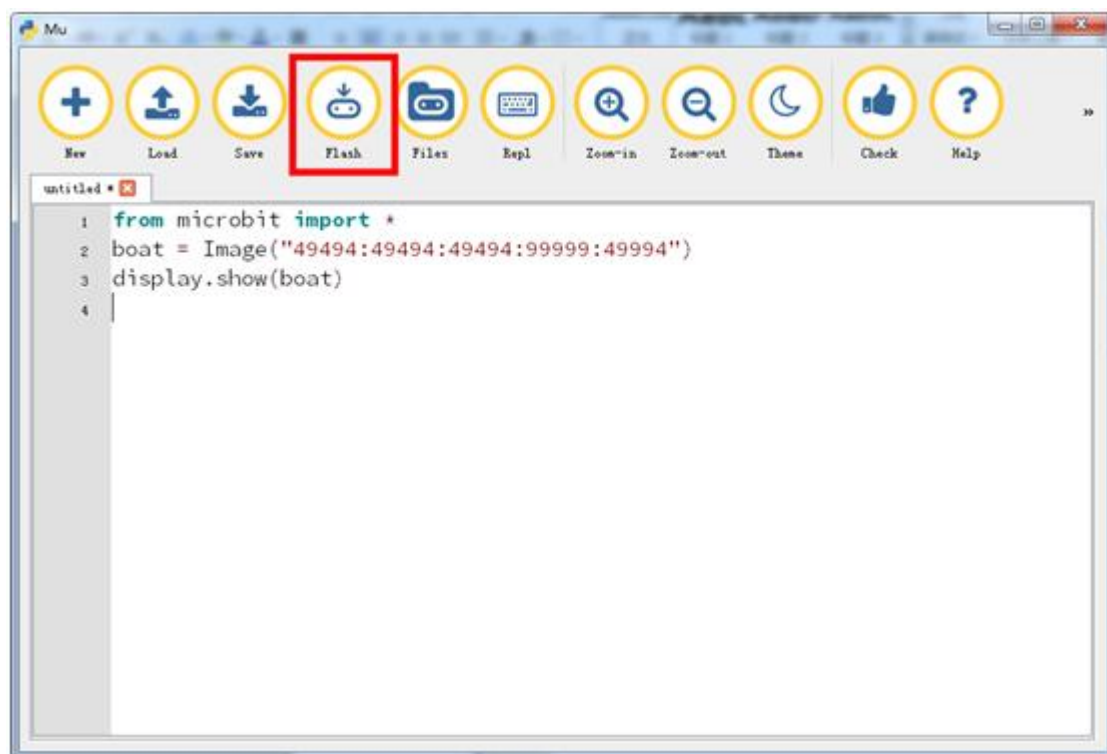 Mu
New Load Save Flash Files Repl Zoom-in Zoom-out Theme Check ? Help »
untitled *
1 from microbit import *
2 boat = Image("49494:49494:49494:99999:49994")
3 display.show(boat)
4